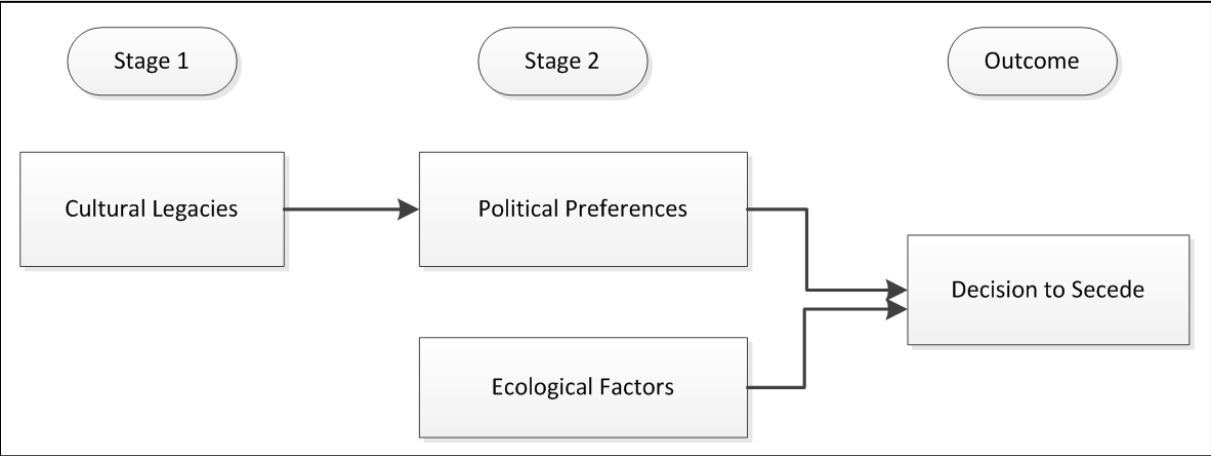 Stage 1
Stage 2
Outcome
Cultural Legacies
Political Preferences
Decision to Secede
Ecological Factors